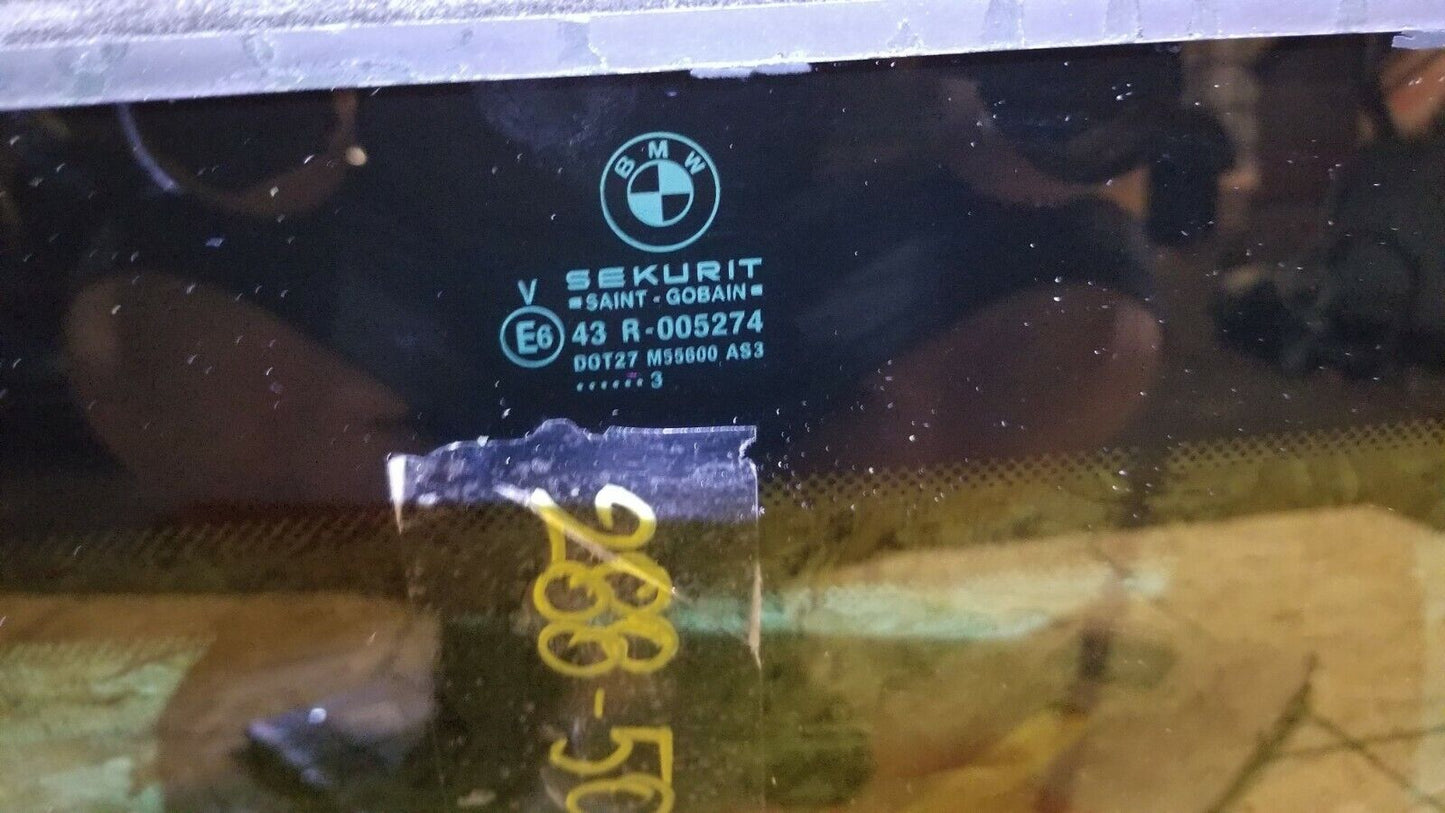 BMW
SEKURIT
SAINT - GOBAIN
V
E6 43 R-005274
DOT27 M55600 AS3
...... 3
288-50